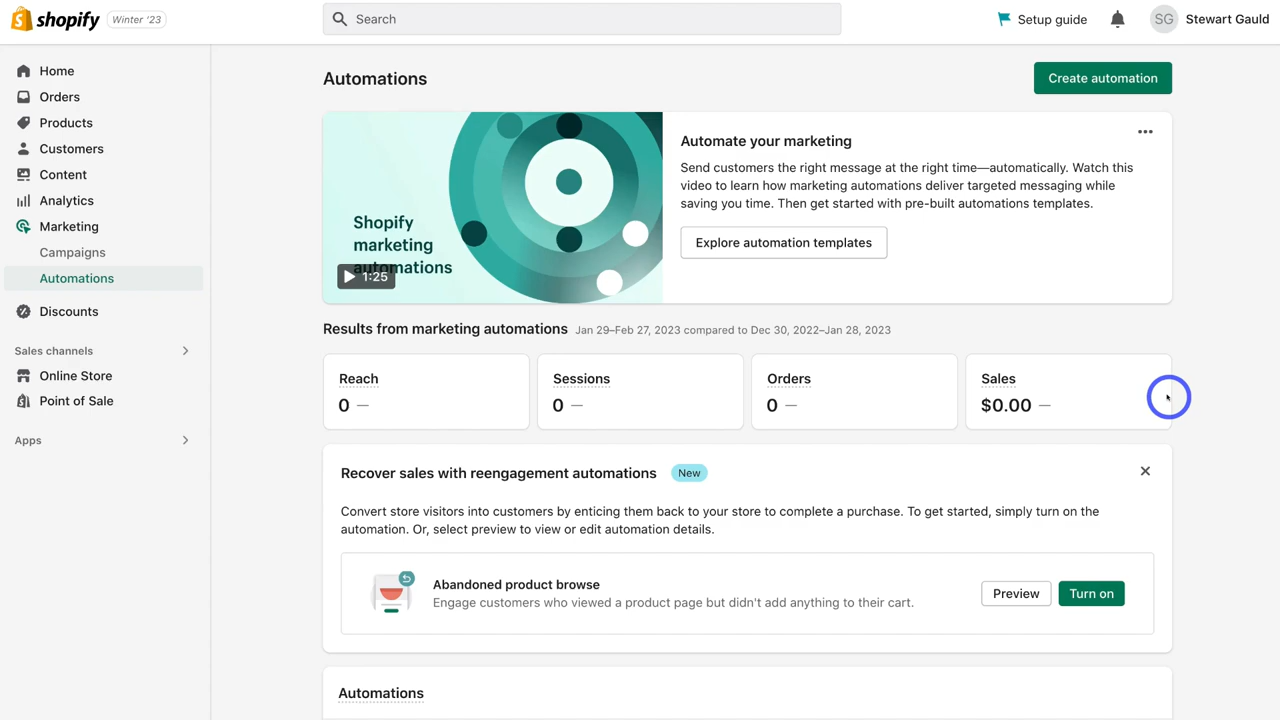 shopify Winter '23
Search
Setup guide
SG Stewart Gauld
Home
Orders
Products
Customers
Content
Analytics
Marketing
Campaigns
Automations
Discounts
Sales channels
Online Store
Point of Sale
Apps
Automations
Create automation
Shopify
marketing
automations
1:25
Automate your marketing
Send customers the right message at the right time—automatically. Watch this
video to learn how marketing automations deliver targeted messaging while
saving you time. Then get started with pre-built automations templates.
Explore automation templates
Results from marketing automations Jan 29–Feb 27, 2023 compared to Dec 30, 2022–Jan 28, 2023
Reach
0 —
Sessions
0 —
Orders
0 —
Sales
$0.00 —
Recover sales with reengagement automations New
Convert store visitors into customers by enticing them back to your store to complete a purchase. To get started, simply turn on the
automation. Or, select preview to view or edit automation details.
Abandoned product browse
Engage customers who viewed a product page but didn't add anything to their cart.
Preview
Turn on
Automations